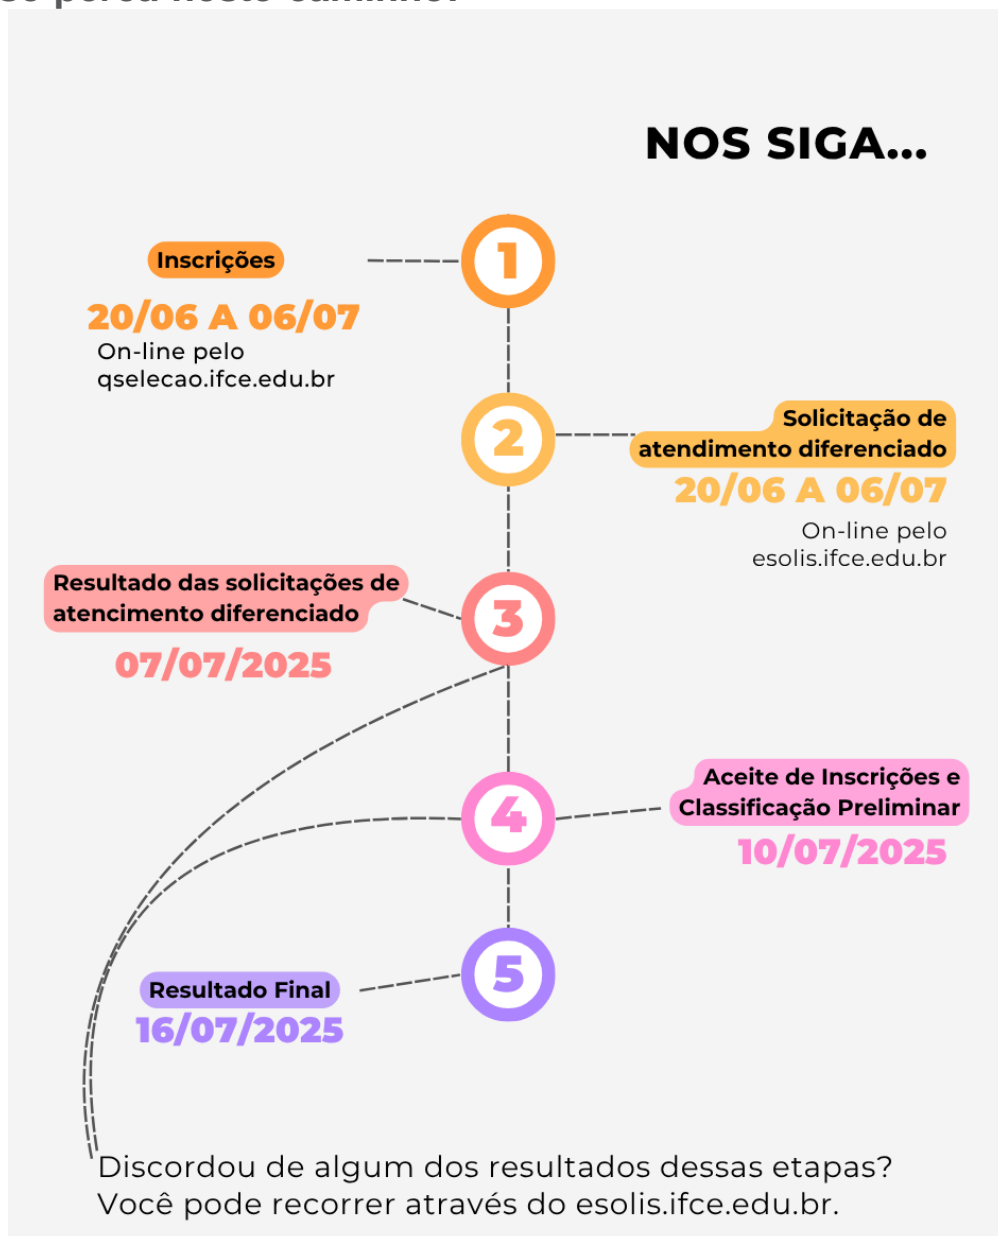 NOS SIGA...
1
Inscrições
20/06 A 06/07
On-line pelo
qselecao.ifce.edu.br
2
Solicitação de
atendimento diferenciado
20/06 A 06/07
On-line pelo
esolis.ifce.edu.br
Resultado das solicitações de
atencimento diferenciado
3
07/07/2025
Aceite de Inscrições e
Classificação Preliminar
4
10/07/2025
5
Resultado Final
16/07/2025
Discordou de algum dos resultados dessas etapas?
Você pode recorrer através do esolis.ifce.edu.br.